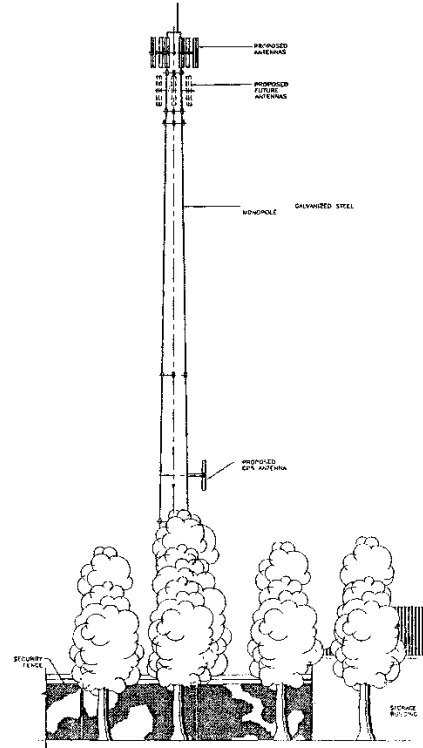 PROPOSED
ANTENNAS
PROPOSED
FUTURE
ANTENNAS
MONOPOLE GALVANIZED STEEL
PROPOSED
GPS ANTENNA
SECURITY
FENCE
STORAGE
BUILDING